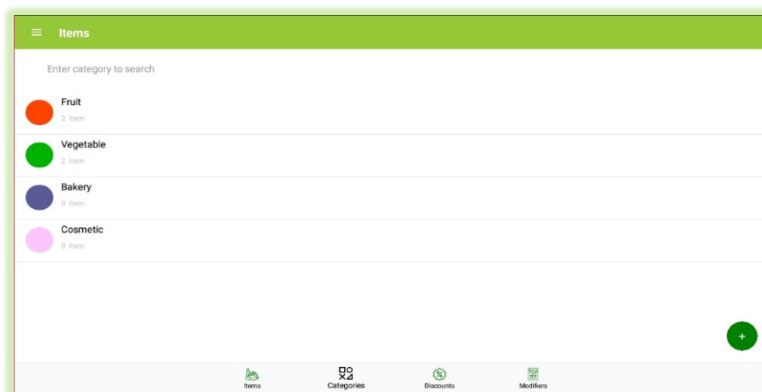 Items
Enter category to search
Fruit
2 Item
Vegetable
2 Item
Bakery
0 Item
Cosmetic
0 Item
Items Categories Discounts Modifiers